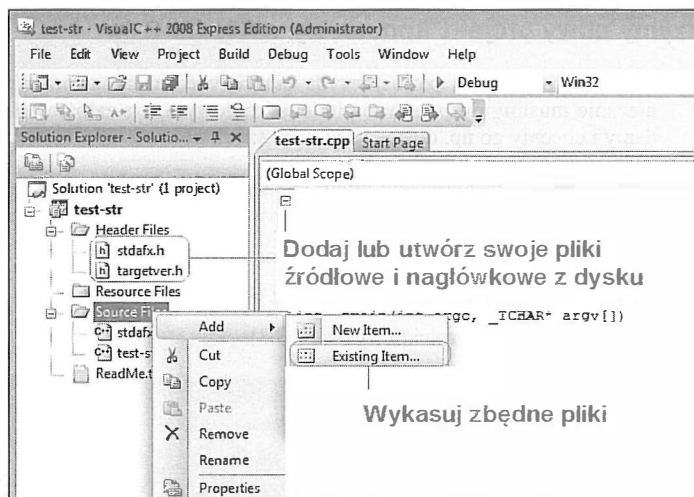 test-str - VisualC++ 2008 Express Edition (Administrator)
File Edit View Project Build Debug Tools Window Help
Debug Win32
Solution Explorer - Solutio...
test-str.cpp Start Page
(Global Scope)
Solution 'test-str' (1 project)
test-str
Header Files
stdafx.h
targetver.h
Resource Files
Source Files
stdafx
test-s
ReadMe.t
Dodaj lub utwórz swoje pliki
źródłowe i nagłówkowe z dysku
argc, _TCHAR* argv[])
Add
New Item...
Cut
Existing Item...
Copy
Paste
Wykasuj zbędne pliki
Remove
Rename
Properties